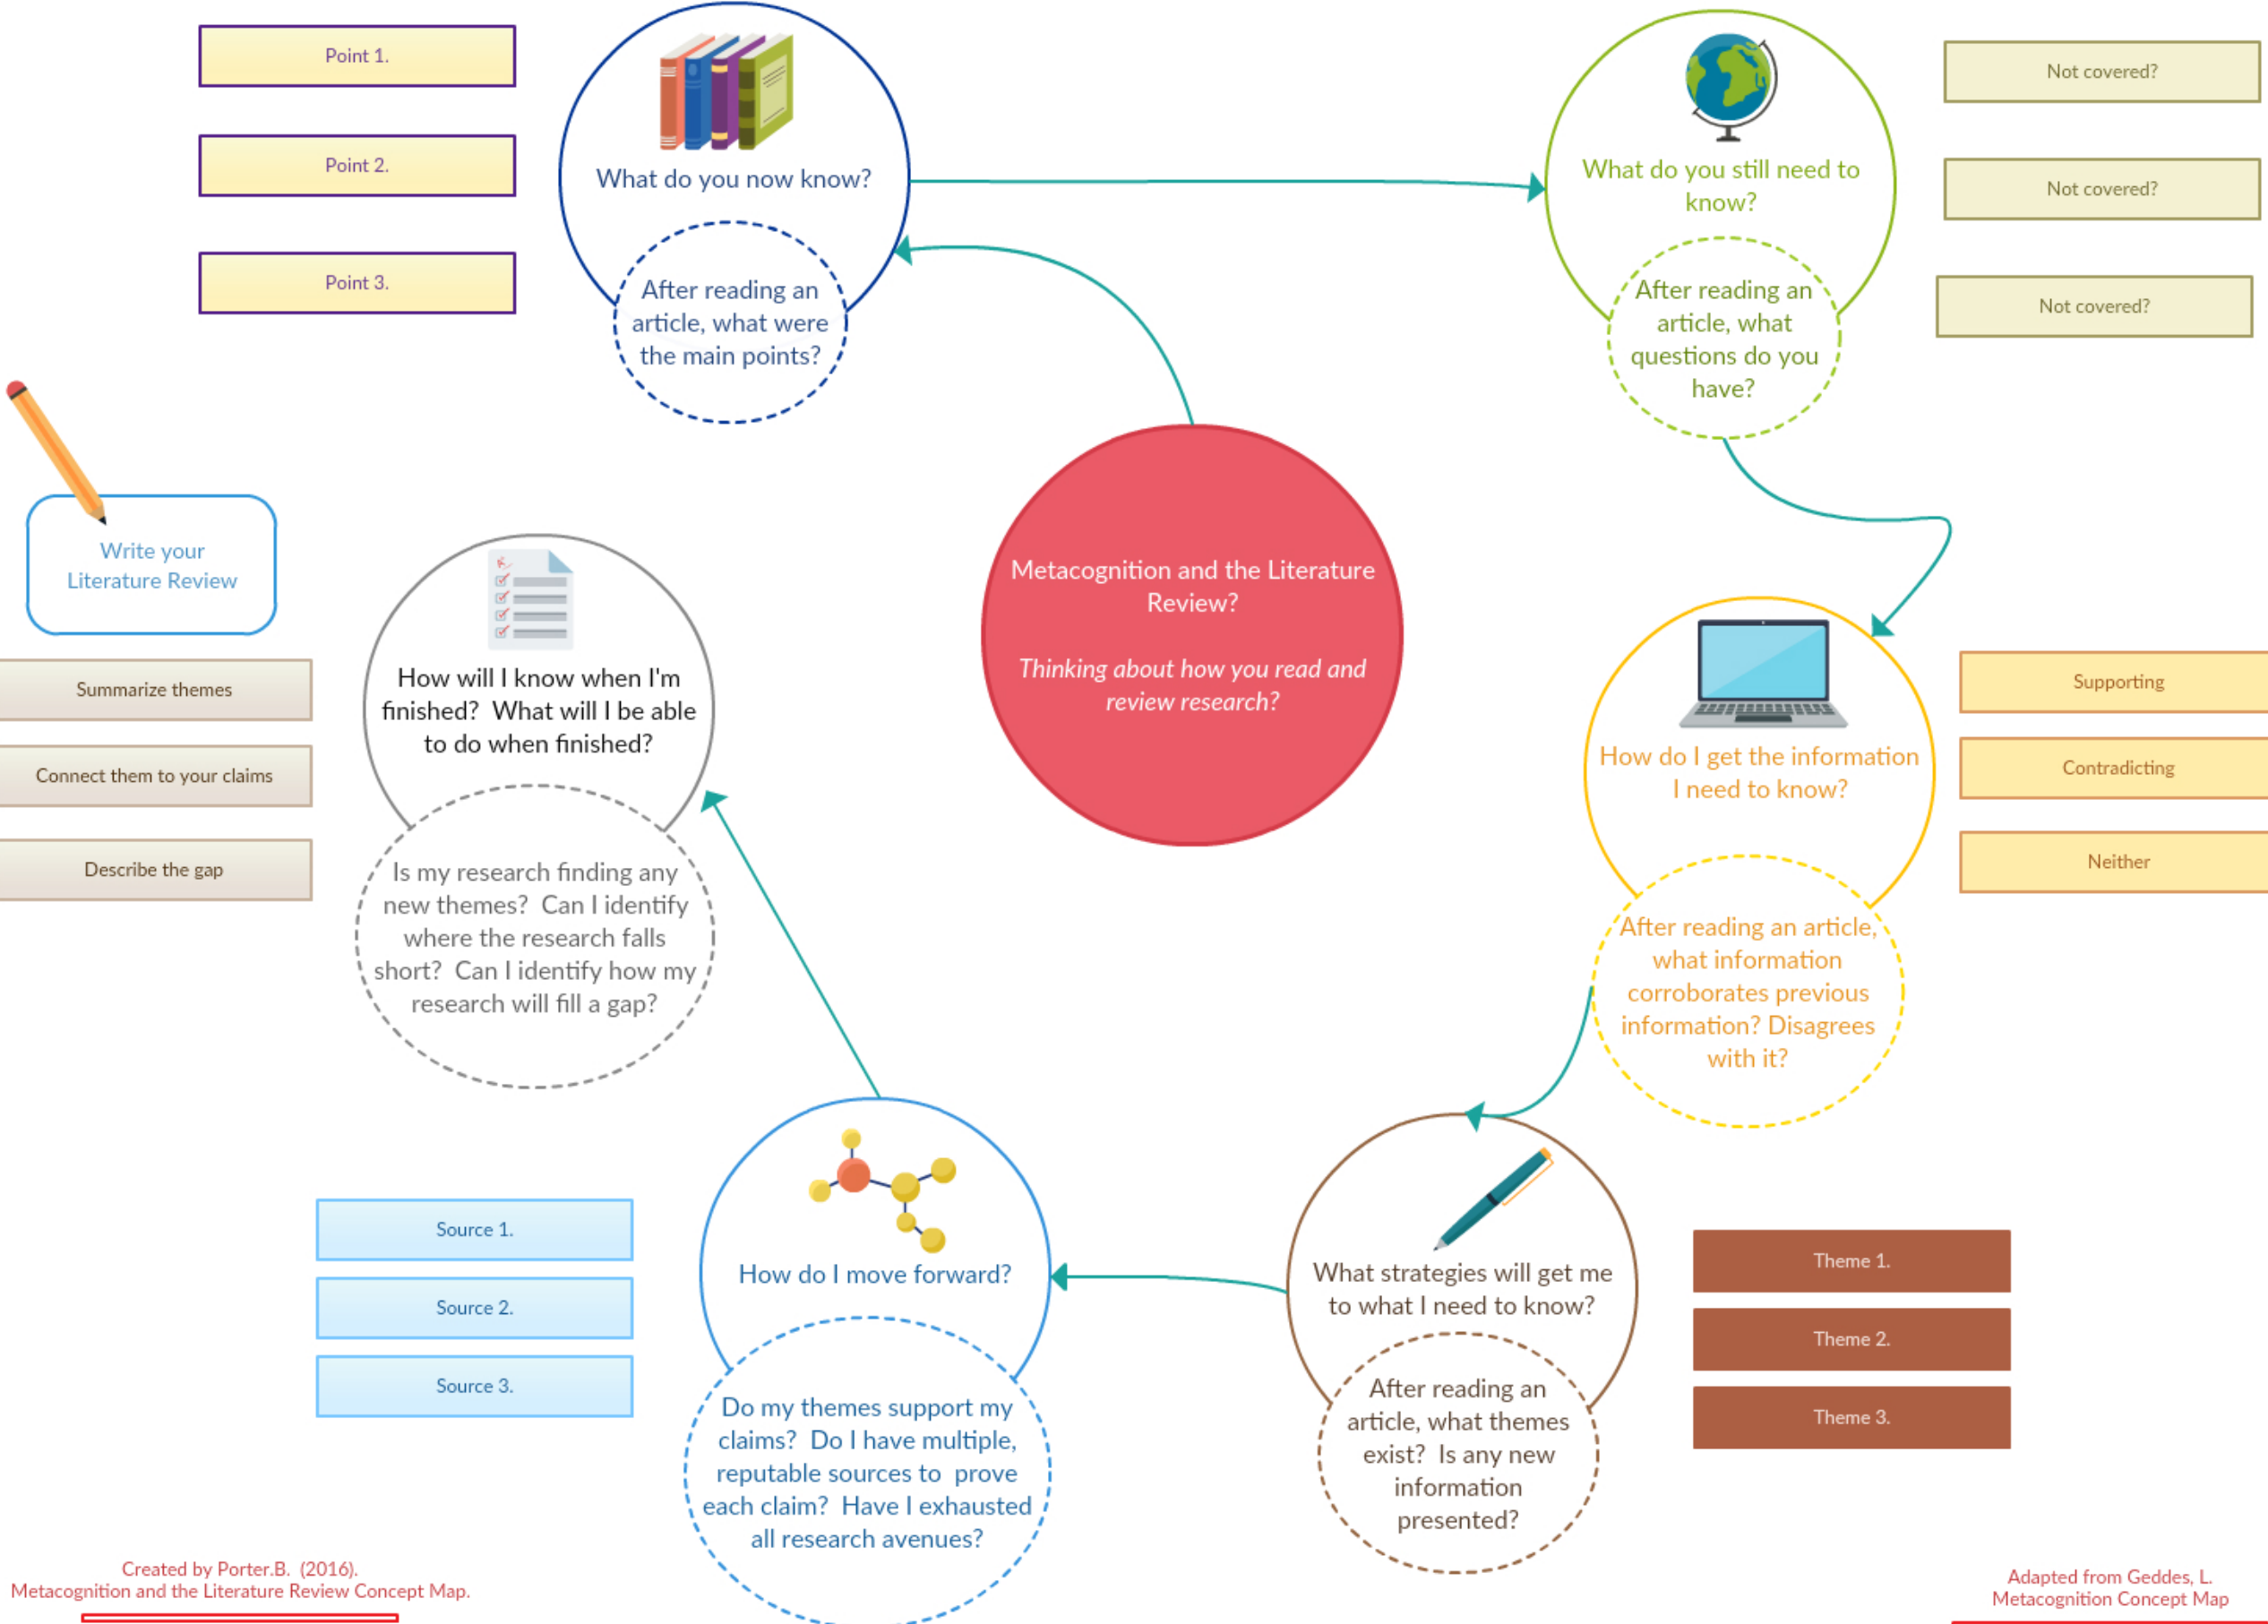 Point 1.
Point 2.
Point 3.
What do you now know?
After reading an
article, what were
the main points?
What do you still need to
know?
After reading an
article, what
questions do you
have?
Not covered?
Not covered?
Not covered?
Metacognition and the Literature
Review?
Thinking about how you read and
review research?
How do I get the information
I need to know?
After reading an article,
what information
corroborates previous
information? Disagrees
with it?
Supporting
Contradicting
Neither
What strategies will get me
to what I need to know?
After reading an
article, what themes
exist?  Is any new
information
presented?
Theme 1.
Theme 2.
Theme 3.
How do I move forward?
Do my themes support my
claims?  Do I have multiple,
reputable sources to  prove
each claim?  Have I exhausted
all research avenues?
Source 1.
Source 2.
Source 3.
How will I know when I'm
finished?  What will I be able
to do when finished?
Is my research finding any
new themes?  Can I identify
where the research falls
short?  Can I identify how my
research will fill a gap?
Write your
Literature Review
Summarize themes
Connect them to your claims
Describe the gap
Created by Porter.B.  (2016).
Metacognition and the Literature Review Concept Map.
Adapted from Geddes, L.
Metacognition Concept Map